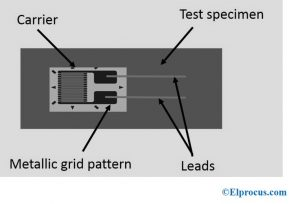 Carrier
Test specimen
Metallic grid pattern
Leads
©Elprocus.com